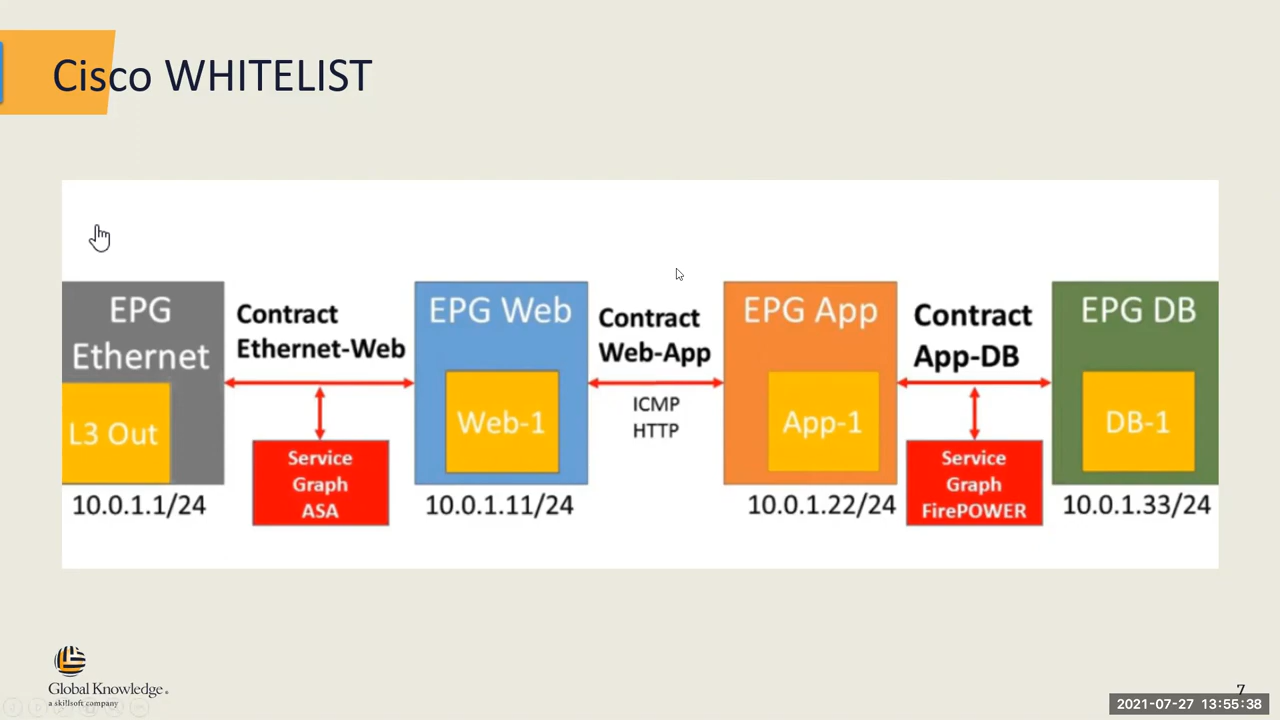 Cisco WHITELIST
EPG
Ethernet
L3 Out
10.0.1.1/24
Contract
Ethernet-Web
Service
Graph
ASA
EPG Web
Web-1
10.0.1.11/24
Contract
Web-App
ICMP
HTTP
EPG App
App-1
10.0.1.22/24
Contract
App-DB
Service
Graph
FirePOWER
EPG DB
DB-1
10.0.1.33/24
Global Knowledge®
a skillsoft company
7
2021-07-27 13:55:38